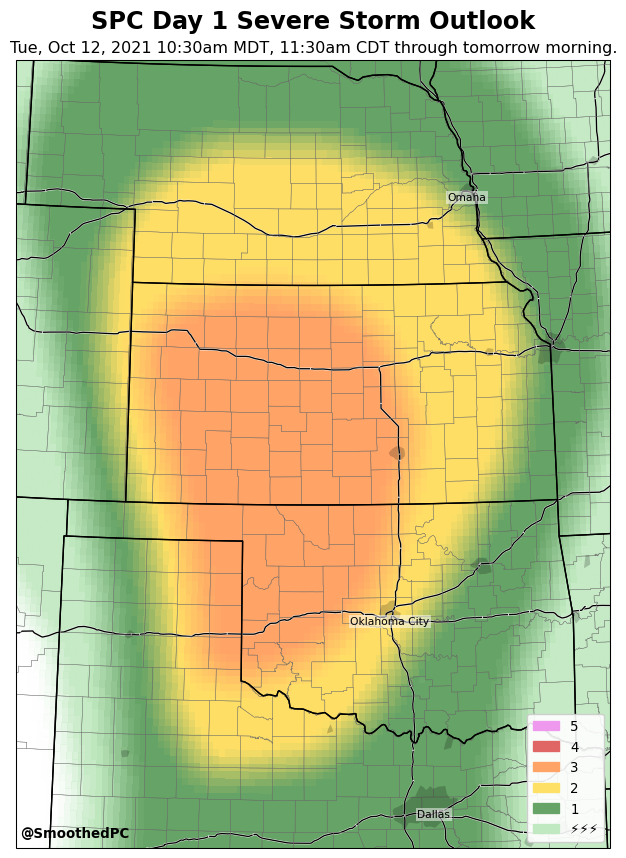 SPC Day 1 Severe Storm Outlook
Tue, Oct 12, 2021 10:30am MDT, 11:30am CDT through tomorrow morning.
Omaha
Oklahoma City
5
4
3
2
1
⚡⚡⚡
Dallas
@SmoothedPC